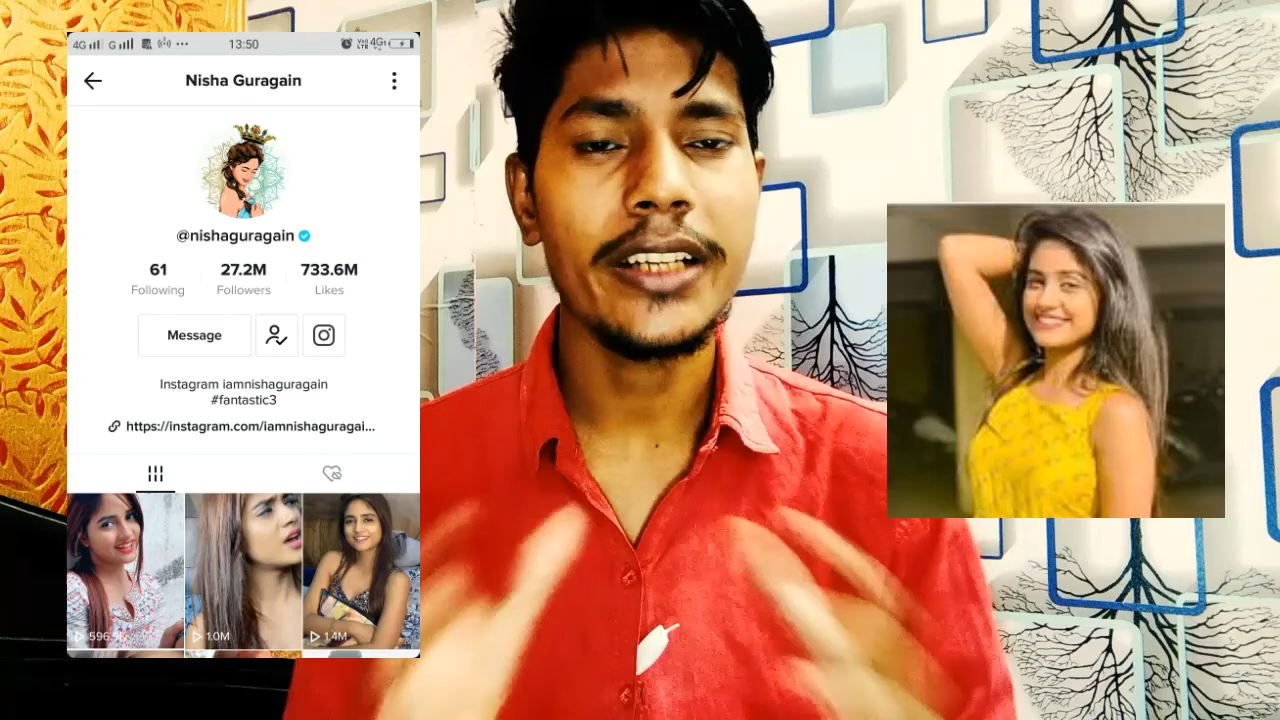 4G G 13:50 4G+
Nisha Guragain
@nishaguragain
61 27.2M 733.6M
Following Followers Likes
Message
Instagram iamnishaguragain
#fantastic3
https://instagram.com/iamnishaguragai...
1.0M 1.4M